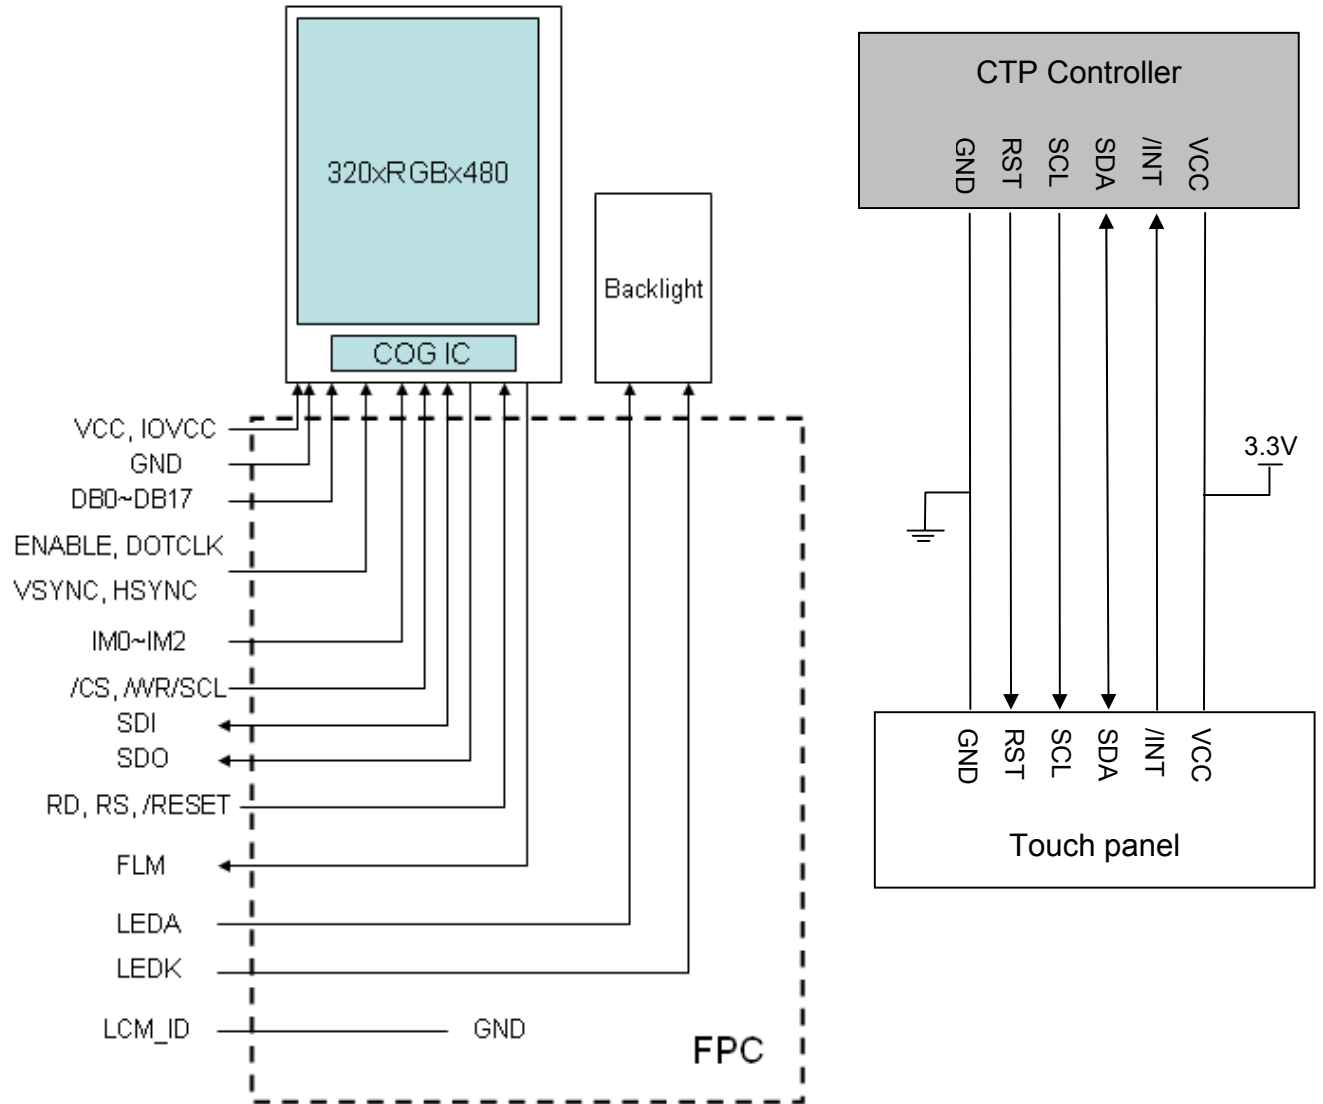 320xRGBx480
COG IC
Backlight
VCC, IOVCC
GND
DB0~DB17
ENABLE, DOTCLK
VSYNC, HSYNC
IM0~IM2
/CS, /WR/SCL
SDI
SDO
RD, RS, /RESET
FLM
LEDA
LEDK
LCM_ID
GND
FPC
CTP Controller
GND
RST
SCL
SDA
/INT
VCC
3.3V
GND
RST
SCL
SDA
/INT
VCC
Touch panel